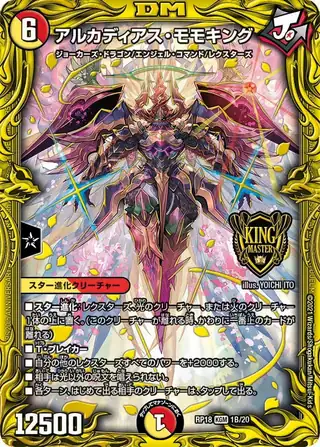 DM
6
アルカディアス・モモキング
ジョーカーズ・ドラゴン/エンジェル・コマンド/レクスターズ
KING
MASTER
illus. YOICHI ITO
スター進化クリーチャー
■スター進化:レクスターズ、光のクリーチャー、または火のクリーチャー
1体の上に置く。(このクリーチャーが離れる時、かわりに一番上のカードが
離れる)
■T・ブレイカー
■自分の他のレクスターズすべてのパワーを+2000する。
■相手は光以外の呪文を唱えられない。
■各ターン、はじめて出る相手のクリーチャーは
12500
1
RP18 KGM 1B/20